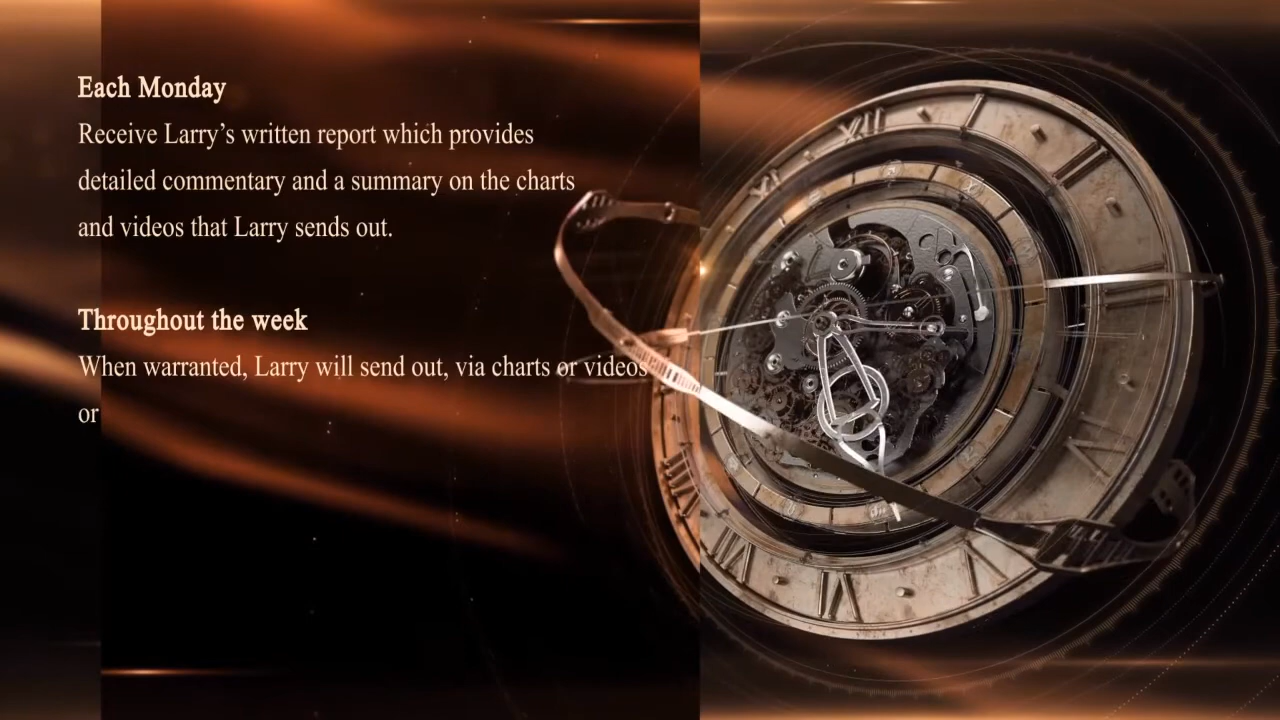 Each Monday
Receive Larry’s written report which provides
detailed commentary and a summary on the charts
and videos that Larry sends out.
Throughout the week
When warranted, Larry will send out, via charts or videos
or